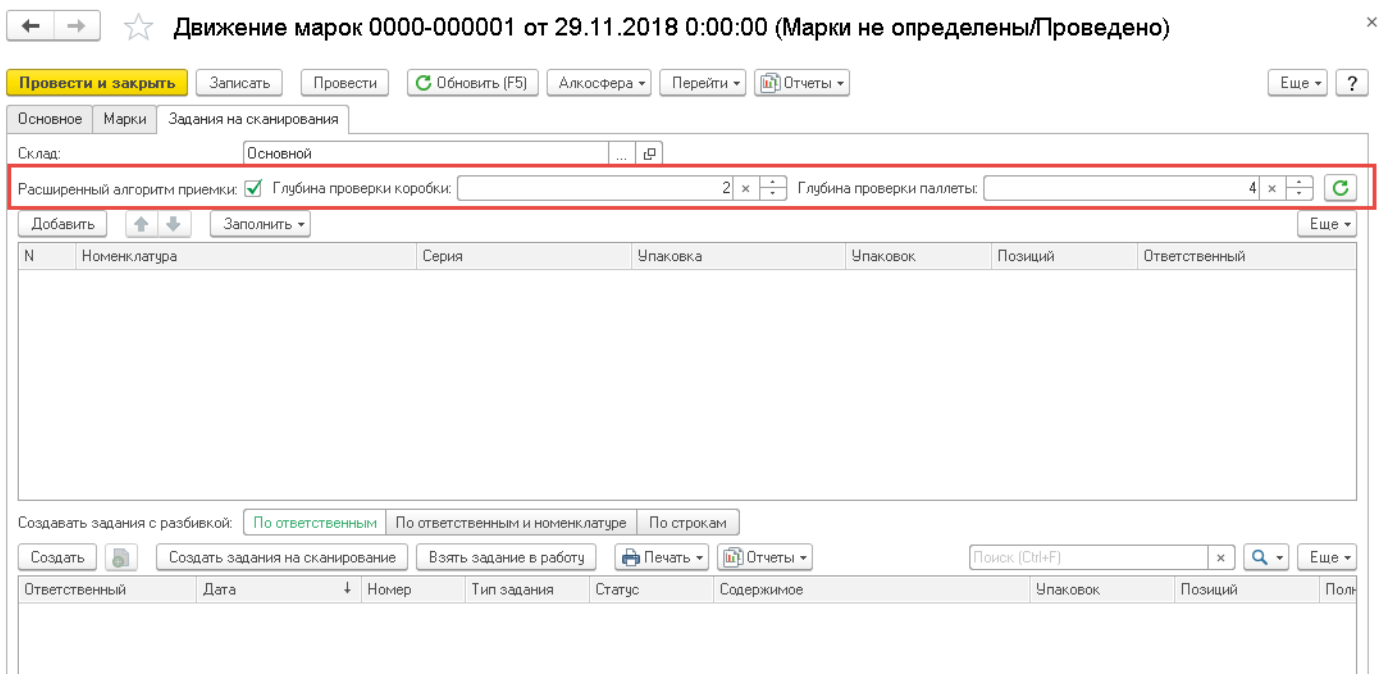 Движение марок 0000-000001 от 29.11.2018 0:00:00 (Марки не определены/Проведено)
Провести и закрыть Записать Провести Обновить (F5) Алкосфера Перейти Отчеты Еще ?
Основное Марки Задания на сканирования
Склад: Основной ...
Расширенный алгоритм приемки: Глубина проверки коробки: 2 Глубина проверки паллеты: 4
Добавить Заполнить Еще
N Номенклатура Серия Упаковка Упаковок Позиций Ответственный
Создавать задания с разбивкой: По ответственным По ответственным и номенклатуре По строкам
Создать Создать задания на сканирование Взять задание в работу Печать Отчеты Поиск (Ctrl+F) Еще
Ответственный Дата Номер Тип задания Статус Содержимое Упаковок Позиций Полн